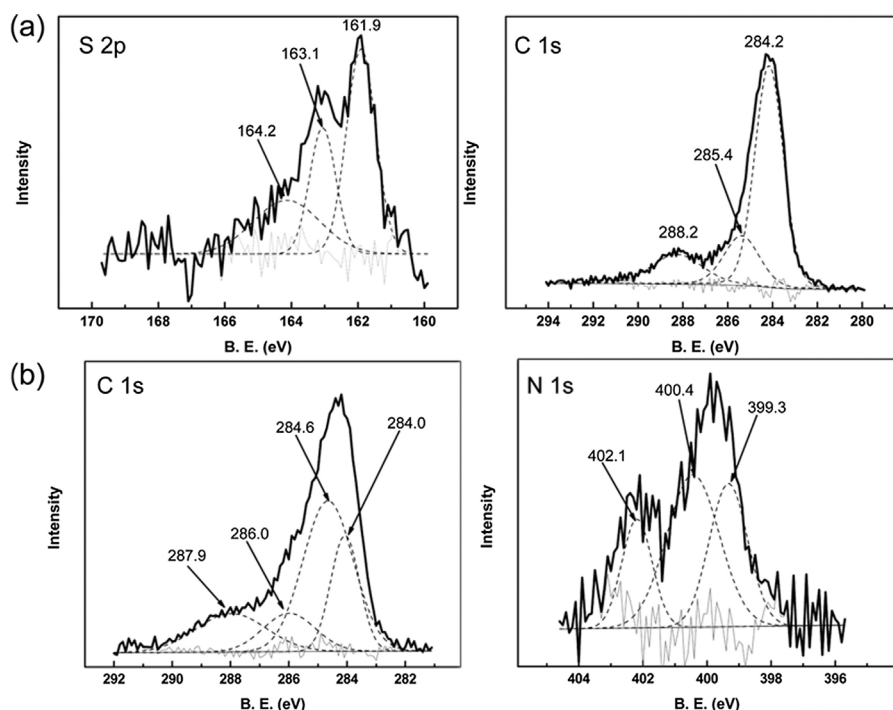 (a)
S 2p
161.9
163.1
164.2
Intensity
170 168 166 164 162 160
B. E. (eV)
C 1s
284.2
285.4
288.2
Intensity
294 292 290 288 286 284 282 280
B. E. (eV)
(b)
C 1s
284.6
284.0
286.0
287.9
Intensity
292 290 288 286 284 282
B. E. (eV)
N 1s
400.4
399.3
402.1
Intensity
404 402 400 398 396
B. E. (eV)